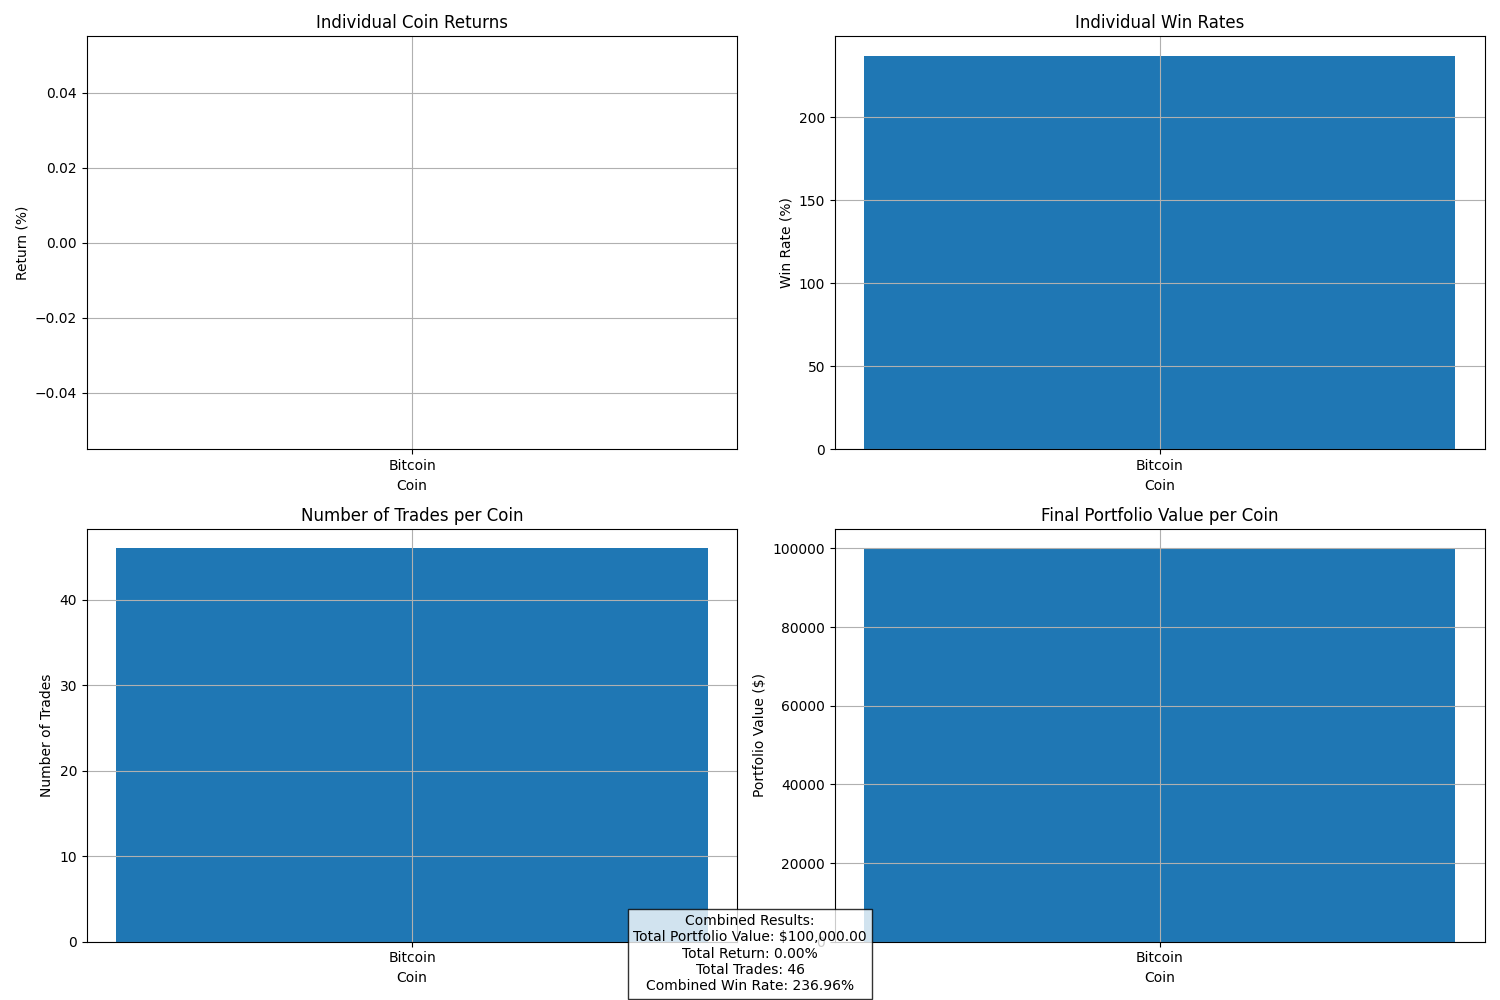 Individual Coin Returns
Return (%)
0.04
0.02
0.00
−0.02
−0.04
Bitcoin
Coin
Individual Win Rates
Win Rate (%)
200
150
100
50
0
Bitcoin
Coin
Number of Trades per Coin
Number of Trades
40
30
20
10
0
Bitcoin
Coin
Final Portfolio Value per Coin
Portfolio Value ($)
100000
80000
60000
40000
20000
0
Bitcoin
Coin
Combined Results:
Total Portfolio Value: $100,000.00
Total Return: 0.00%
Total Trades: 46
Combined Win Rate: 236.96%